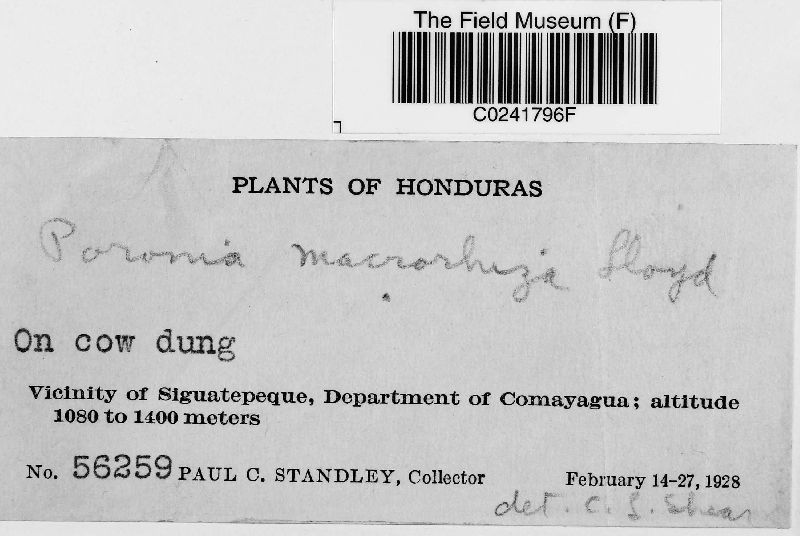 The Field Museum (F)
C0241796F
PLANTS OF HONDURAS
Poronia macrorhiza Lloyd
On cow dung
Vicinity of Siguatepeque, Department of Comayagua; altitude
1080 to 1400 meters
No. 56259 PAUL C. STANDLEY, Collector February 14-27, 1928
det. C. L. Shear